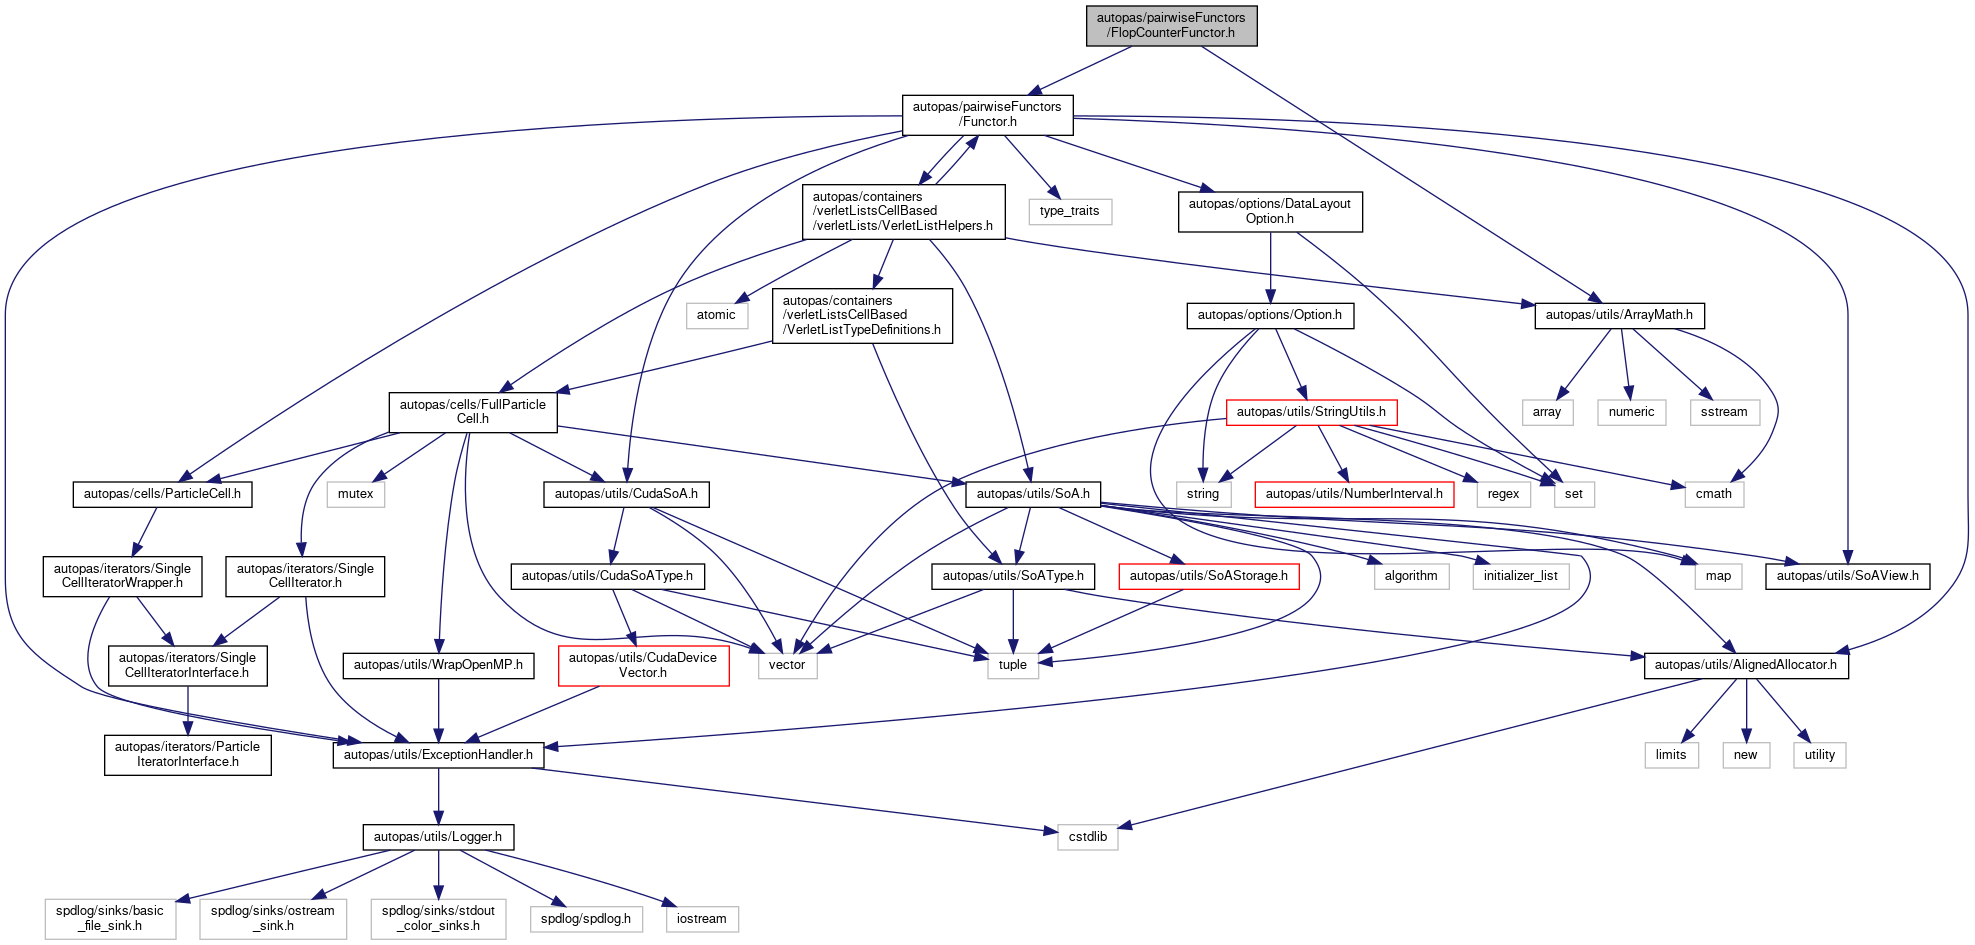 autopas/pairwiseFunctors
/FlopCounterFunctor.h
autopas/pairwiseFunctors
/Functor.h
autopas/containers
/verletListsCellBased
/verletLists/VerletListHelpers.h
type_traits
autopas/options/DataLayout
Option.h
atomic
autopas/containers
/verletListsCellBased
/VerletListTypeDefinitions.h
autopas/options/Option.h
autopas/utils/ArrayMath.h
autopas/cells/FullParticle
Cell.h
autopas/utils/StringUtils.h
array
numeric
sstream
autopas/cells/ParticleCell.h
mutex
autopas/utils/CudaSoA.h
autopas/utils/SoA.h
string
autopas/utils/NumberInterval.h
regex
set
cmath
autopas/iterators/Single
CellIteratorWrapper.h
autopas/iterators/Single
CellIterator.h
autopas/utils/CudaSoAType.h
autopas/utils/SoAType.h
autopas/utils/SoAStorage.h
algorithm
initializer_list
map
autopas/utils/SoAView.h
autopas/iterators/Single
CellIteratorInterface.h
autopas/utils/WrapOpenMP.h
autopas/utils/CudaDevice
Vector.h
vector
tuple
autopas/utils/AlignedAllocator.h
autopas/iterators/Particle
IteratorInterface.h
autopas/utils/ExceptionHandler.h
limits
new
utility
autopas/utils/Logger.h
cstdlib
spdlog/sinks/basic
_file_sink.h
spdlog/sinks/ostream
_sink.h
spdlog/sinks/stdout
_color_sinks.h
spdlog/spdlog.h
iostream